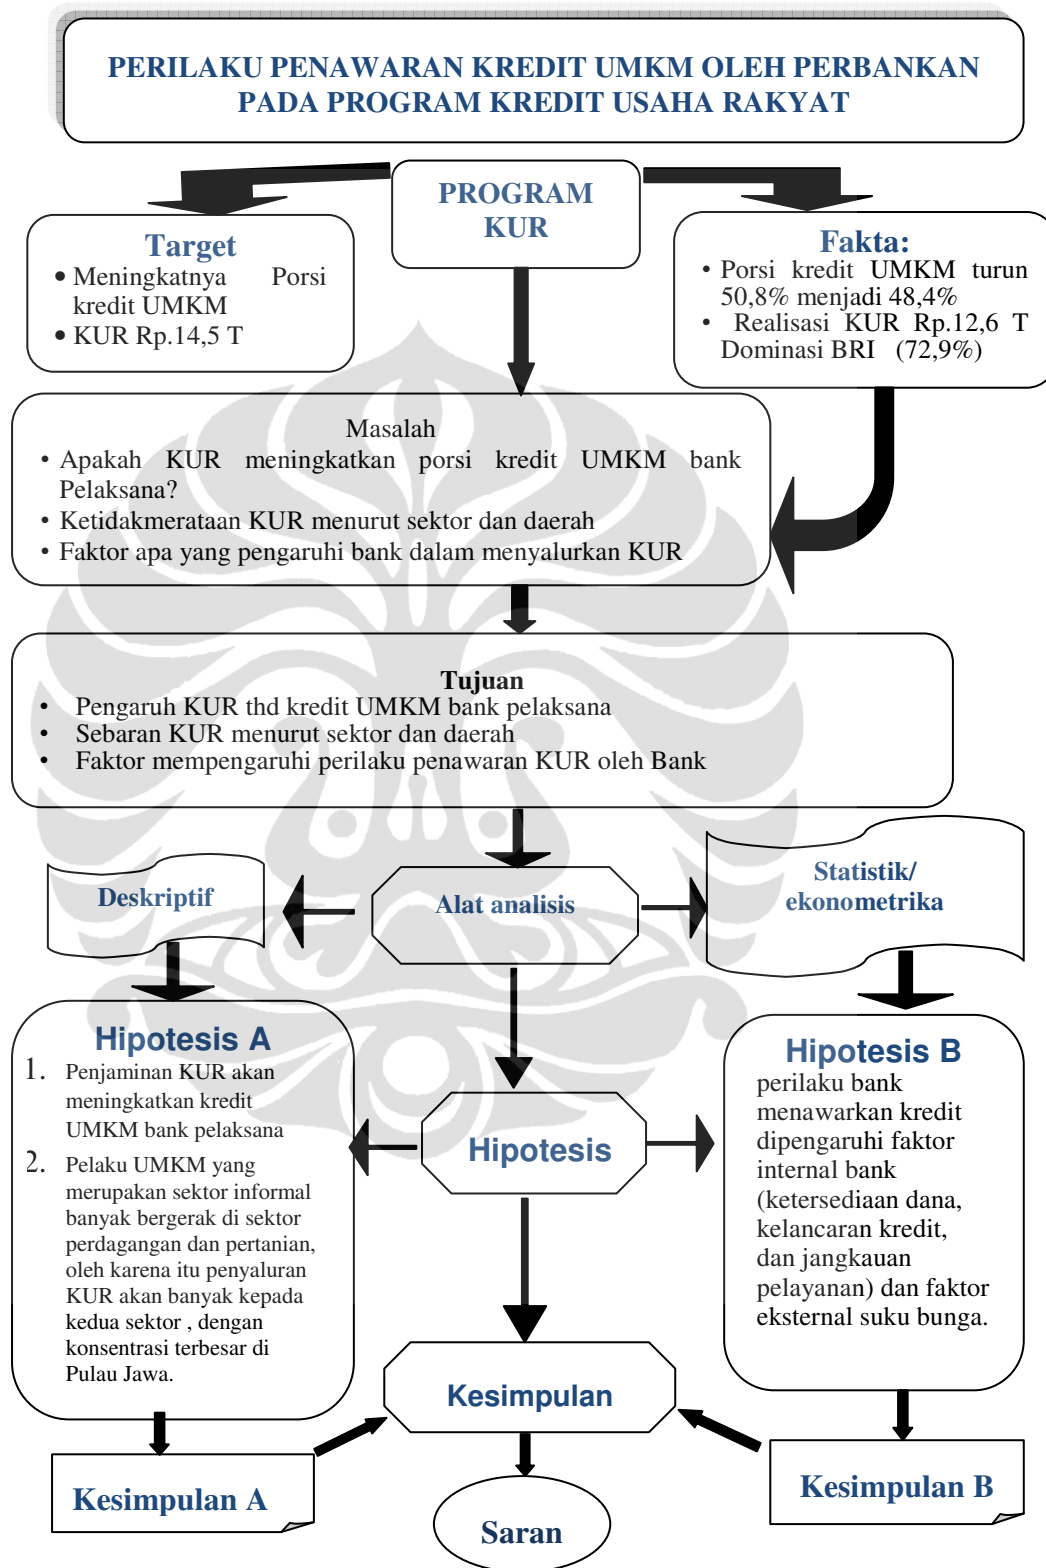 PERILAKU PENAWARAN KREDIT UMKM OLEH PERBANKAN
PADA PROGRAM KREDIT USAHA RAKYAT
PROGRAM
KUR
Target
• Meningkatnya Porsi
kredit UMKM
• KUR Rp.14,5 T
Fakta:
• Porsi kredit UMKM turun
50,8% menjadi 48,4%
• Realisasi KUR Rp.12,6 T
Dominasi BRI (72,9%)
Masalah
• Apakah KUR meningkatkan porsi kredit UMKM bank
Pelaksana?
• Ketidakmerataan KUR menurut sektor dan daerah
• Faktor apa yang pengaruhi bank dalam menyalurkan KUR
Tujuan
• Pengaruh KUR thd kredit UMKM bank pelaksana
• Sebaran KUR menurut sektor dan daerah
• Faktor mempengaruhi perilaku penawaran KUR oleh Bank
Deskriptif
Alat analisis
Statistik/
ekonometrika
Hipotesis A
1. Penjaminan KUR akan
meningkatkan kredit
UMKM bank pelaksana
2. Pelaku UMKM yang
merupakan sektor informal
banyak bergerak di sektor
perdagangan dan pertanian,
oleh karena itu penyaluran
KUR akan banyak kepada
kedua sektor , dengan
konsentrasi terbesar di
Pulau Jawa.
Hipotesis
Hipotesis B
perilaku bank
menawarkan kredit
dipengaruhi faktor
internal bank
(ketersediaan dana,
kelancaran kredit,
dan jangkauan
pelayanan) dan faktor
eksternal suku bunga.
Kesimpulan
Kesimpulan A
Kesimpulan B
Saran